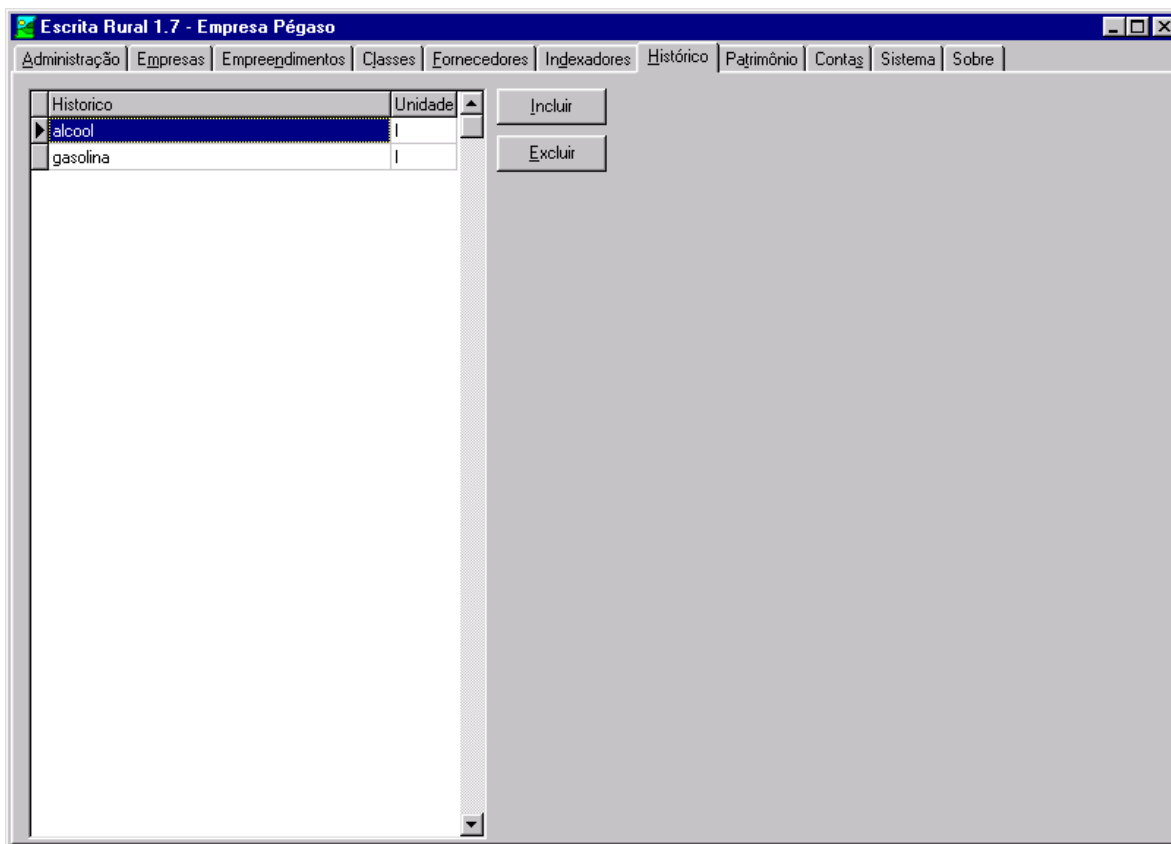 Escrita Rural 1.7 - Empresa Pégaso
Administração Empresas Empreendimentos Classes Fornecedores Indexadores Histórico Patrimônio Contas Sistema Sobre
Historico Unidade
alcool l
gasolina l
Incluir
Excluir